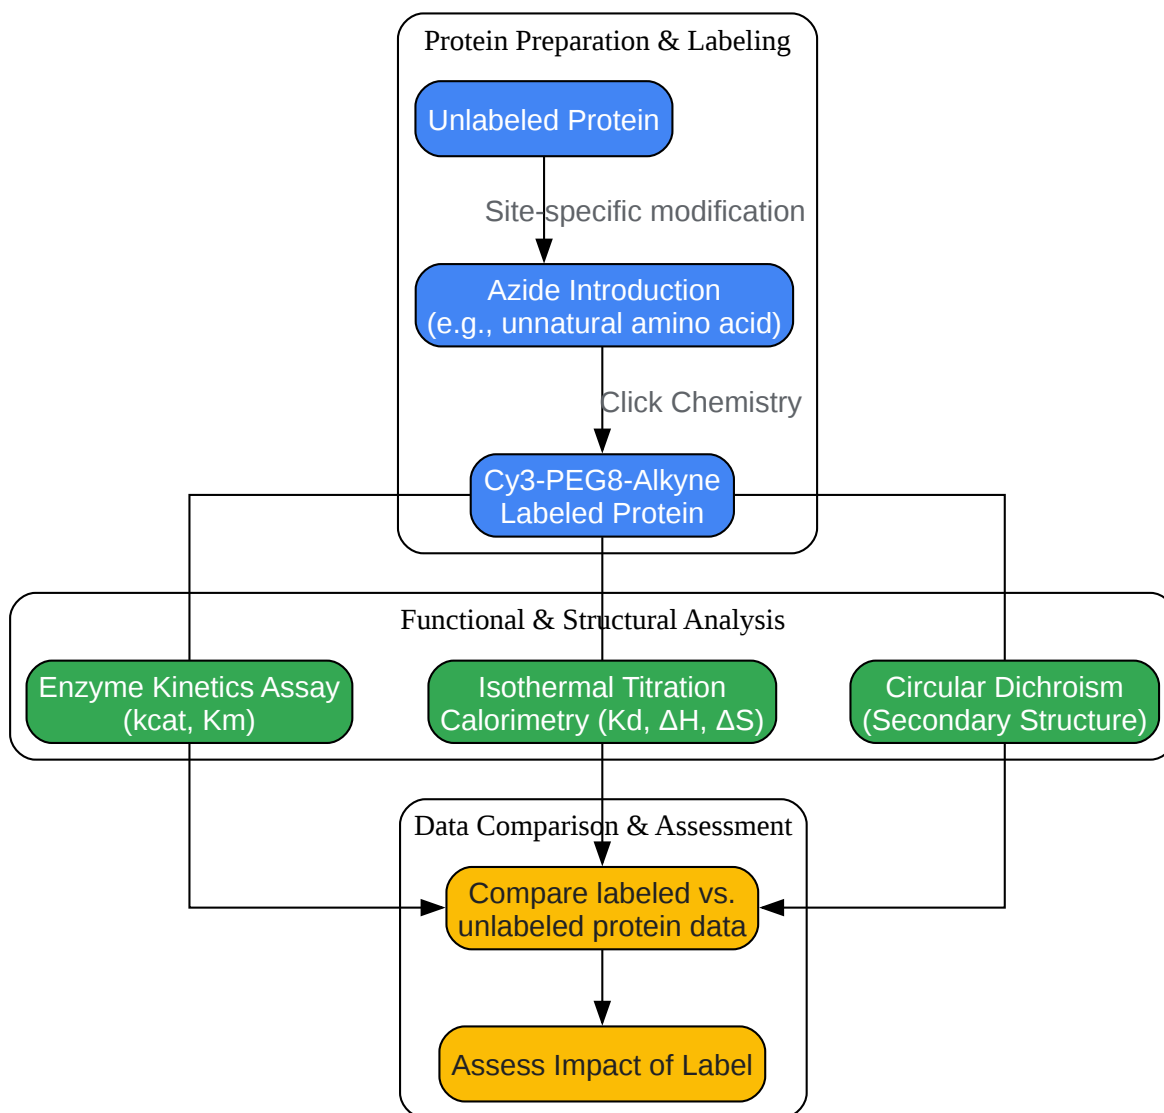 Protein Preparation & Labeling
Unlabeled Protein
Site-specific modification
Azide Introduction
(e.g., unnatural amino acid)
Click Chemistry
Cy3-PEG8-Alkyne
Labeled Protein
Functional & Structural Analysis
Enzyme Kinetics Assay
(kcat, Km)
Isothermal Titration
Calorimetry (Kd, ΔH, ΔS)
Circular Dichroism
(Secondary Structure)
Data Comparison & Assessment
Compare labeled vs.
unlabeled protein data
Assess Impact of Label